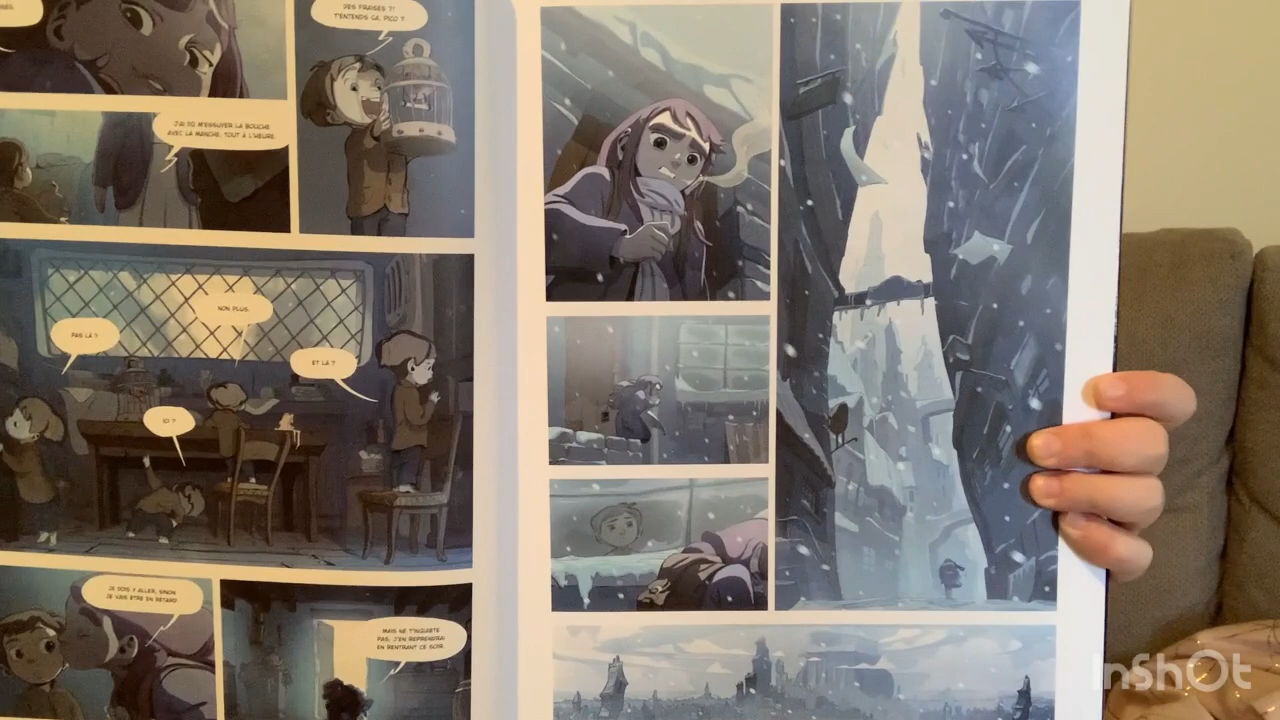 DES FRAISES ?!
T'ENTENDS ÇA, PICO ?
J'AI DÛ M'ESSUYER LA BOUCHE
AVEC LA MANCHE, TOUT À L'HEURE.
NON PLUS.
PAS LÀ ?
ET LÀ ?
ICI ?
JE DOIS Y ALLER, SINON
JE VAIS ÊTRE EN RETARD.
MAIS NE T'INQUIÈTE
PAS, J'EN REPRENDRAI
EN RENTRANT CE SOIR.
InShOt